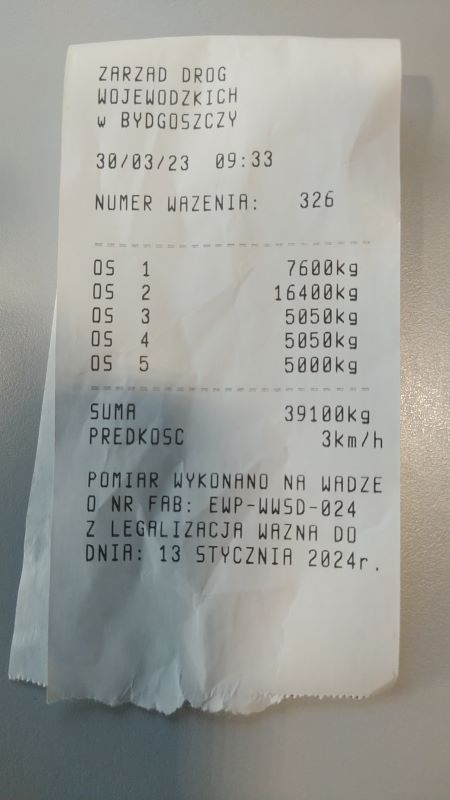 ZARZAD DROG
WOJEWODZKICH
w BYDGOSZCZY
30/03/23 09:33
NUMER WAZENIA: 326
OS 1 7600kg
OS 2 16400kg
OS 3 5050kg
OS 4 5050kg
OS 5 5000kg
SUMA 39100kg
PREDKOSC 3km/h
POMIAR WYKONANO NA WADZE
O NR FAB: EWP-WWSD-024
Z LEGALIZACJA WAZNA DO
DNIA: 13 STYCZNIA 2024r.